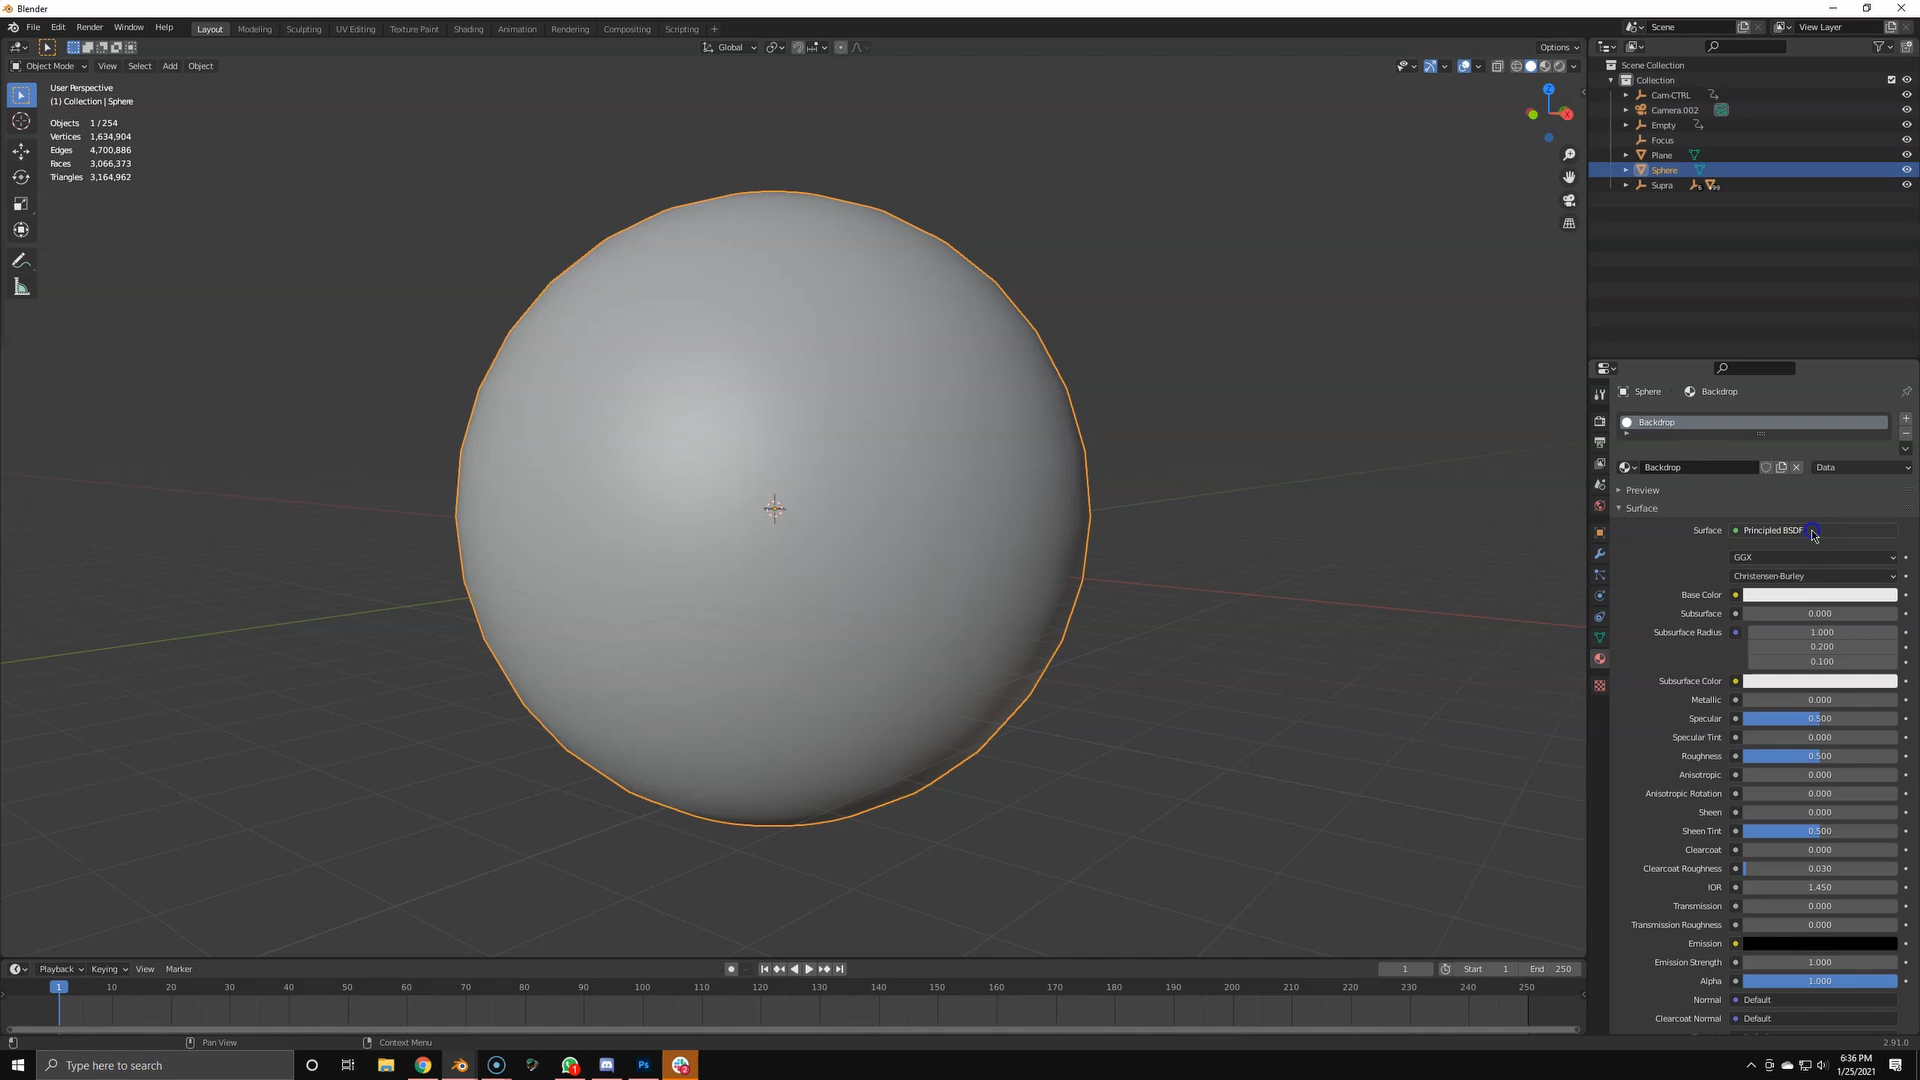 Blender
File Edit Render Window Help
Layout Modeling Sculpting UV Editing Texture Paint Shading Animation Rendering Compositing Scripting +
Scene
View Layer
Global
Options
Object Mode View Select Add Object
User Perspective
(1) Collection | Sphere
Objects 1 / 254
Vertices 1,634,904
Edges 4,700,886
Faces 3,066,373
Triangles 3,164,962
Z
X
Scene Collection
Collection
Cam-CTRL
Camera.002
Empty
Focus
Plane
Sphere
Supra
Sphere Backdrop
Backdrop
Backdrop Data
Preview
Surface
Surface Principled BSDF
GGX
Christensen-Burley
Base Color
Subsurface 0.000
Subsurface Radius 1.000
0.200
0.100
Subsurface Color
Metallic 0.000
Specular 0.500
Specular Tint 0.000
Roughness 0.500
Anisotropic 0.000
Anisotropic Rotation 0.000
Sheen 0.000
Sheen Tint 0.500
Clearcoat 0.000
Clearcoat Roughness 0.030
IOR 1.450
Transmission 0.000
Transmission Roughness 0.000
Emission
Emission Strength 1.000
Alpha 1.000
Normal Default
Clearcoat Normal Default
Playback Keying View Marker
1 Start 1 End 250
1 10 20 30 40 50 60 70 80 90 100 110 120 130 140 150 160 170 180 190 200 210 220 230 240 250
Pan View
Context Menu
2.91.0
Type here to search
Ps
6:36 PM
1/25/2021